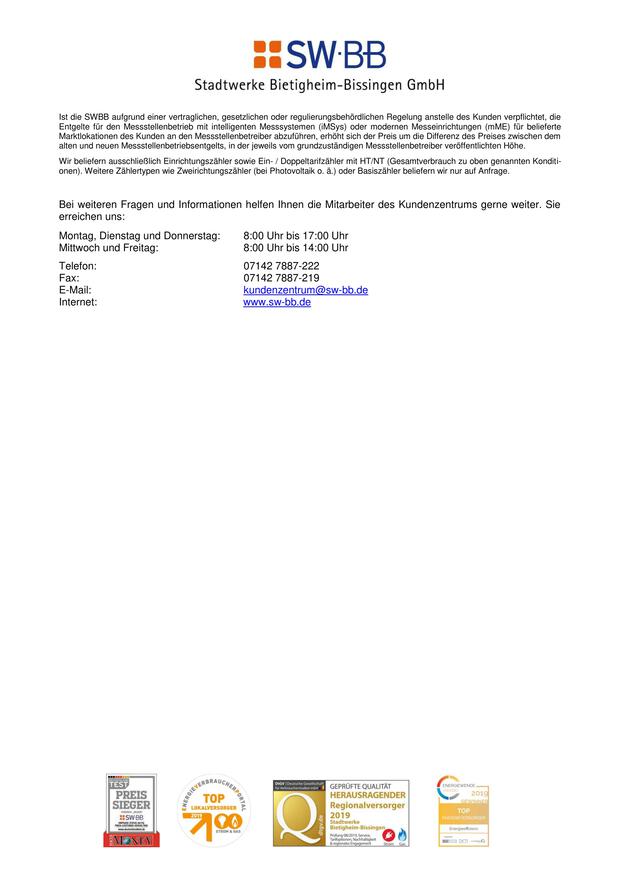 SW·BB
Stadtwerke Bietigheim-Bissingen GmbH
Ist die SWBB aufgrund einer vertraglichen, gesetzlichen oder regulierungsbehördlichen Regelung anstelle des Kunden verpflichtet, die
Entgelte für den Messstellenbetrieb mit intelligenten Messsystemen (iMSys) oder modernen Messeinrichtungen (mME) für belieferte
Marktlokationen des Kunden an den Messstellenbetreiber abzuführen, erhöht sich der Preis um die Differenz des Preises zwischen dem
alten und neuen Messstellenbetriebsentgelts, in der jeweils vom grundzuständigen Messstellenbetreiber veröffentlichten Höhe.
Wir beliefern ausschließlich Einrichtungszähler sowie Ein- / Doppeltarifzähler mit HT/NT (Gesamtverbrauch zu oben genannten Konditi-
onen). Weitere Zählertypen wie Zweirichtungszähler (bei Photovoltaik o. ä.) oder Basiszähler beliefern wir nur auf Anfrage.
Bei weiteren Fragen und Informationen helfen Ihnen die Mitarbeiter des Kundenzentrums gerne weiter. Sie
erreichen uns:
Montag, Dienstag und Donnerstag: 8:00 Uhr bis 17:00 Uhr
Mittwoch und Freitag: 8:00 Uhr bis 14:00 Uhr
Telefon: 07142 7887-222
Fax: 07142 7887-219
E-Mail: kundenzentrum@sw-bb.de
Internet: www.sw-bb.de
TEST
PREIS
SIEGER
SW·BB
ENERGIEVERBRAUCHERPORTAL
TOP
LOKALVERSORGER
2019
STROM & GAS
GEPRÜFTE QUALITÄT
HERAUSRAGENDER
Regionalversorger
2019
Stadtwerke
Bietigheim-Bissingen
Strom Gas
ENERGIEWENDE
2019
TOP
Energieeffizienz